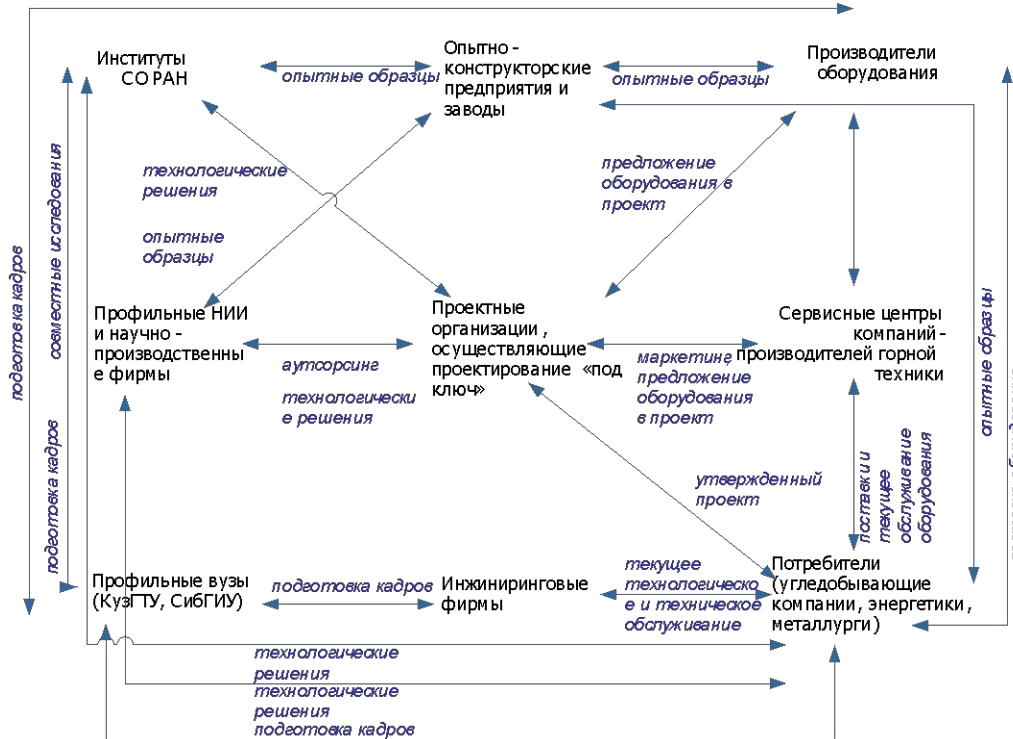 Институты
СО РАН
опытные образцы
Опытно -
конструкторские
предприятия и
заводы
опытные образцы
Производители
оборудования
технологические
решения
опытные
образцы
предложение
оборудования в
проект
подготовка кадров
совместные исследования
подготовка кадров
Профильные НИИ
и научно -
производственны
е фирмы
аутсорсинг
технологически
е решения
Проектные
организации ,
осуществляющие
проектирование «под
ключ»
маркетинг
предложение
оборудования
в проект
Сервисные центры
компаний-
производителей горной
техники
опытные образцы
утвержденный
проект
поставки и
текущее
обслуживание
оборудования
Профильные вузы
(КузГТУ, СибГИУ)
подготовка кадров
Инжиниринговые
фирмы
текущее
технологическо
е и техническое
обслуживание
Потребители
(угледобывающие
компании , энергетики ,
металлурги )
технологические
решения
технологические
решения
подготовка кадров